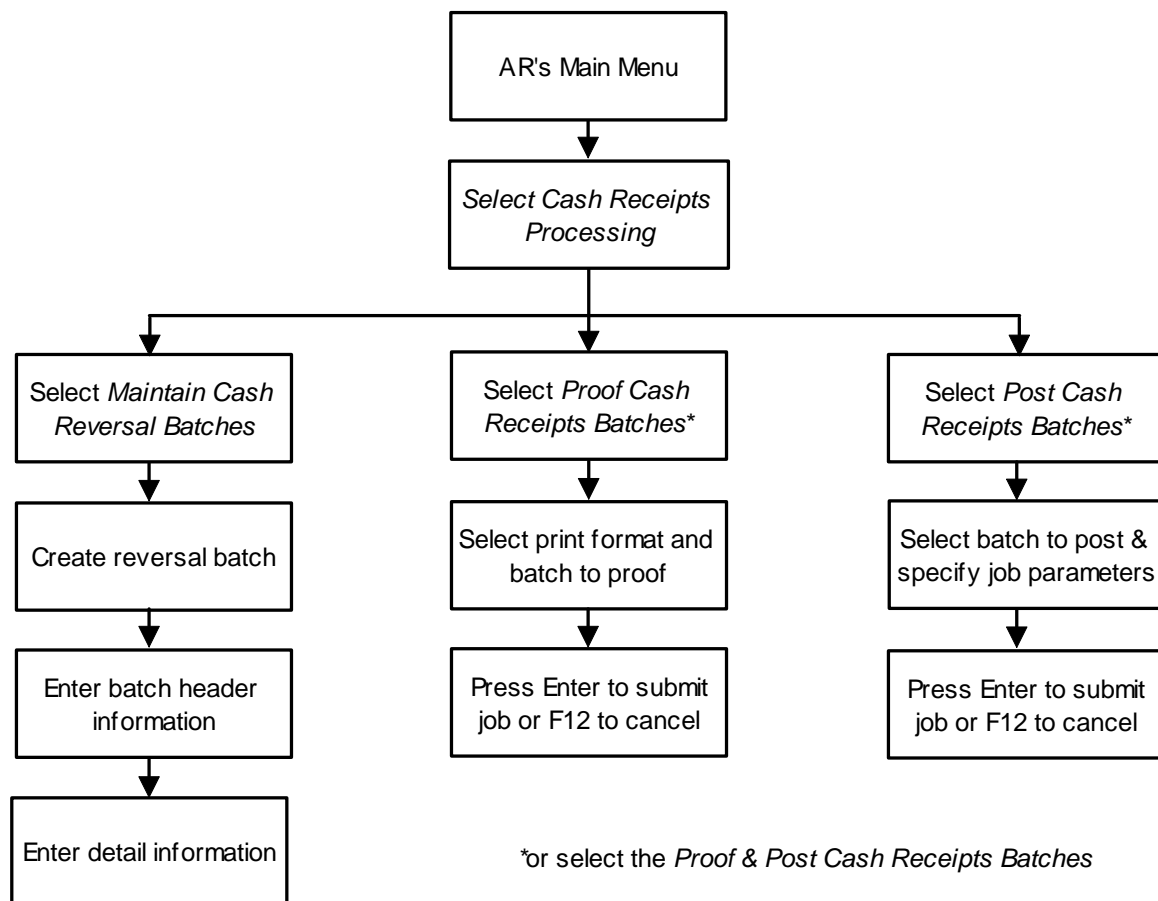 AR's Main Menu
Select Cash Receipts
Processing
Select Maintain Cash
Reversal Batches
Select Proof Cash
Receipts Batches*
Select Post Cash
Receipts Batches*
Create reversal batch
Select print format and
batch to proof
Select batch to post &
specify job parameters
Enter batch header
information
Press Enter to submit
job or F12 to cancel
Press Enter to submit
job or F12 to cancel
Enter detail information
*or select the Proof & Post Cash Receipts Batches